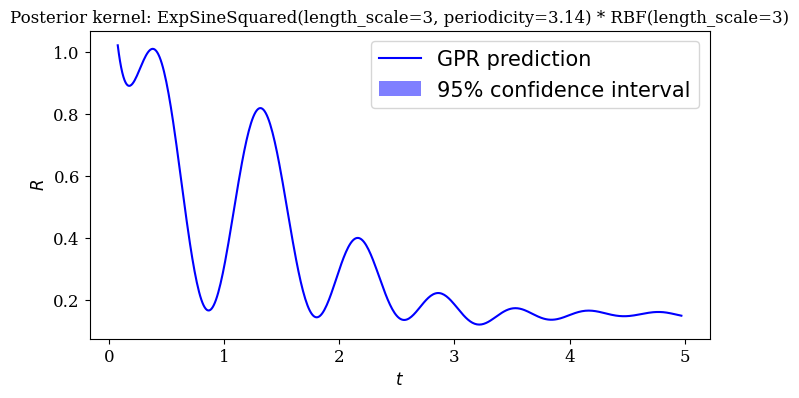 Posterior kernel: ExpSineSquared(length_scale=3, periodicity=3.14) * RBF(length_scale=3)
GPR prediction
95% confidence interval
R
1.0
0.8
0.6
0.4
0.2
0 1 2 3 4 5
t